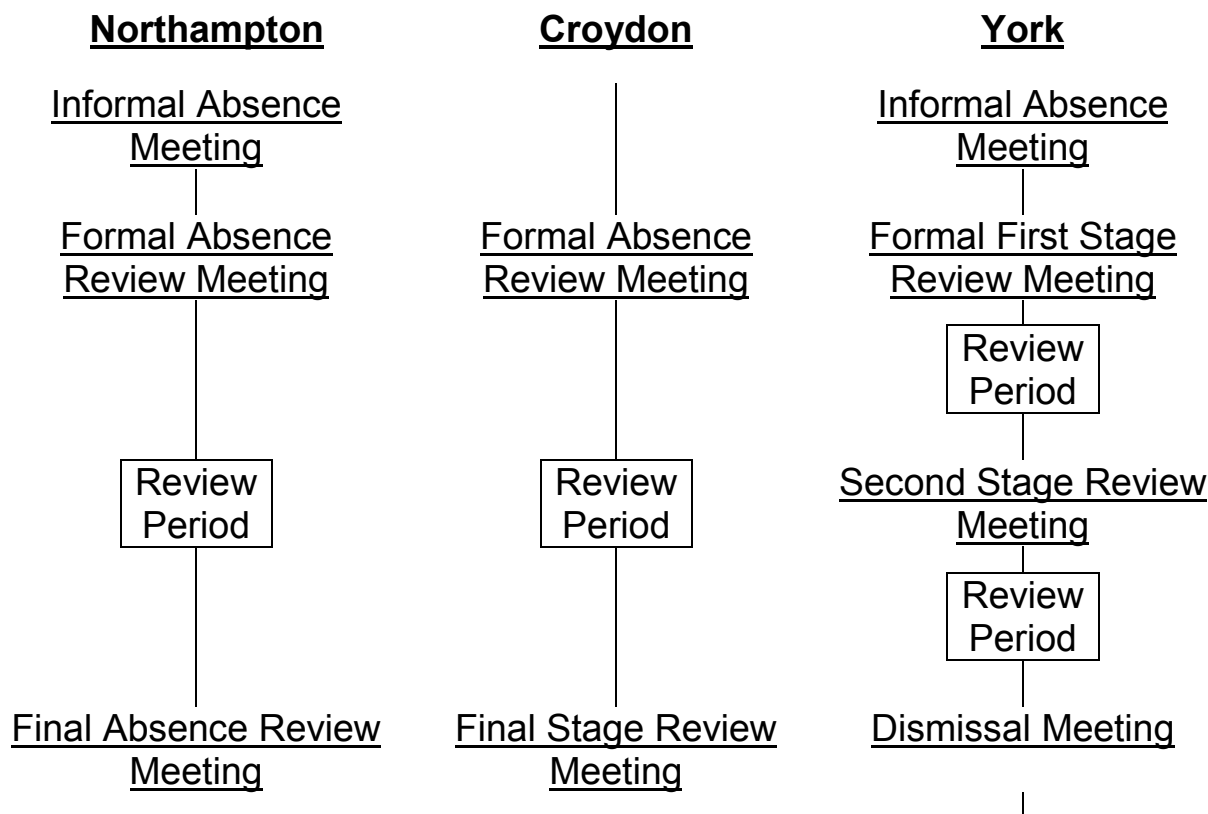 Northampton
Croydon
York
Informal Absence
Meeting
Informal Absence
Meeting
Formal Absence
Review Meeting
Formal Absence
Review Meeting
Formal First Stage
Review Meeting
Review
Period
Review
Period
Review
Period
Second Stage Review
Meeting
Review
Period
Final Absence Review
Meeting
Final Stage Review
Meeting
Dismissal Meeting